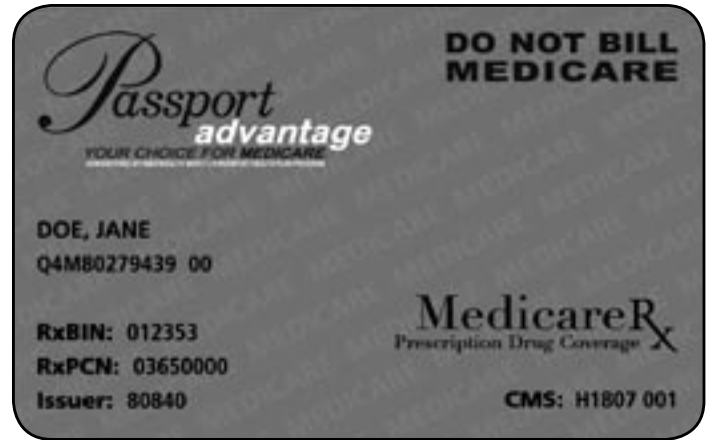 Passport
advantage
YOUR CHOICE FOR MEDICARE
DO NOT BILL
MEDICARE
DOE, JANE
Q4M80279439 00
RxBIN: 012353
RxPCN: 03650000
Issuer: 80840
MedicareRx
Prescription Drug Coverage
CMS: H1807 001
MEDICARE